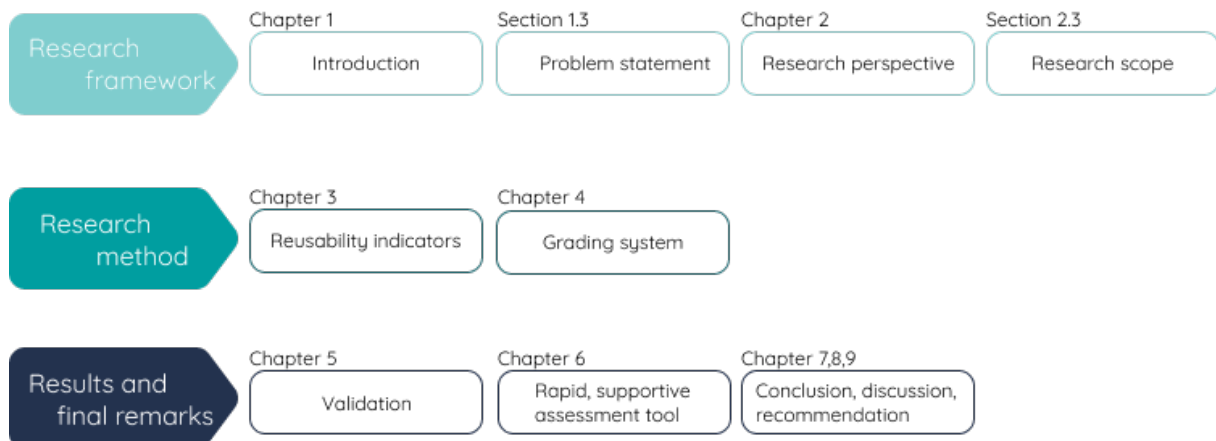 Research
framework
Chapter 1
Introduction
Section 1.3
Problem statement
Chapter 2
Research perspective
Section 2.3
Research scope
Research
method
Chapter 3
Reusability indicators
Chapter 4
Grading system
Results and
final remarks
Chapter 5
Validation
Chapter 6
Rapid, supportive
assessment tool
Chapter 7,8,9
Conclusion, discussion,
recommendation